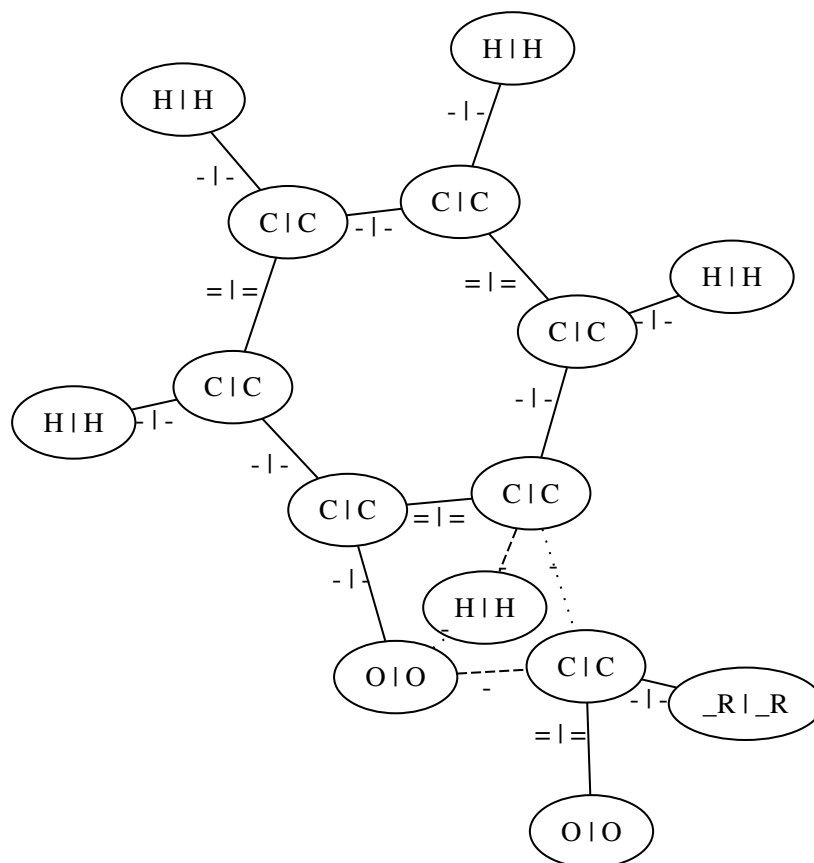 H | H
H | H
- | -
- | -
C | C
C | C
- | -
H | H
= | =
= | =
C | C
- | -
C | C
H | H
- | -
- | -
- | -
C | C
C | C
= | =
- | -
-
-
H | H
-
C | C
O | O
-
- | -
_R | _R
= | =
O | O